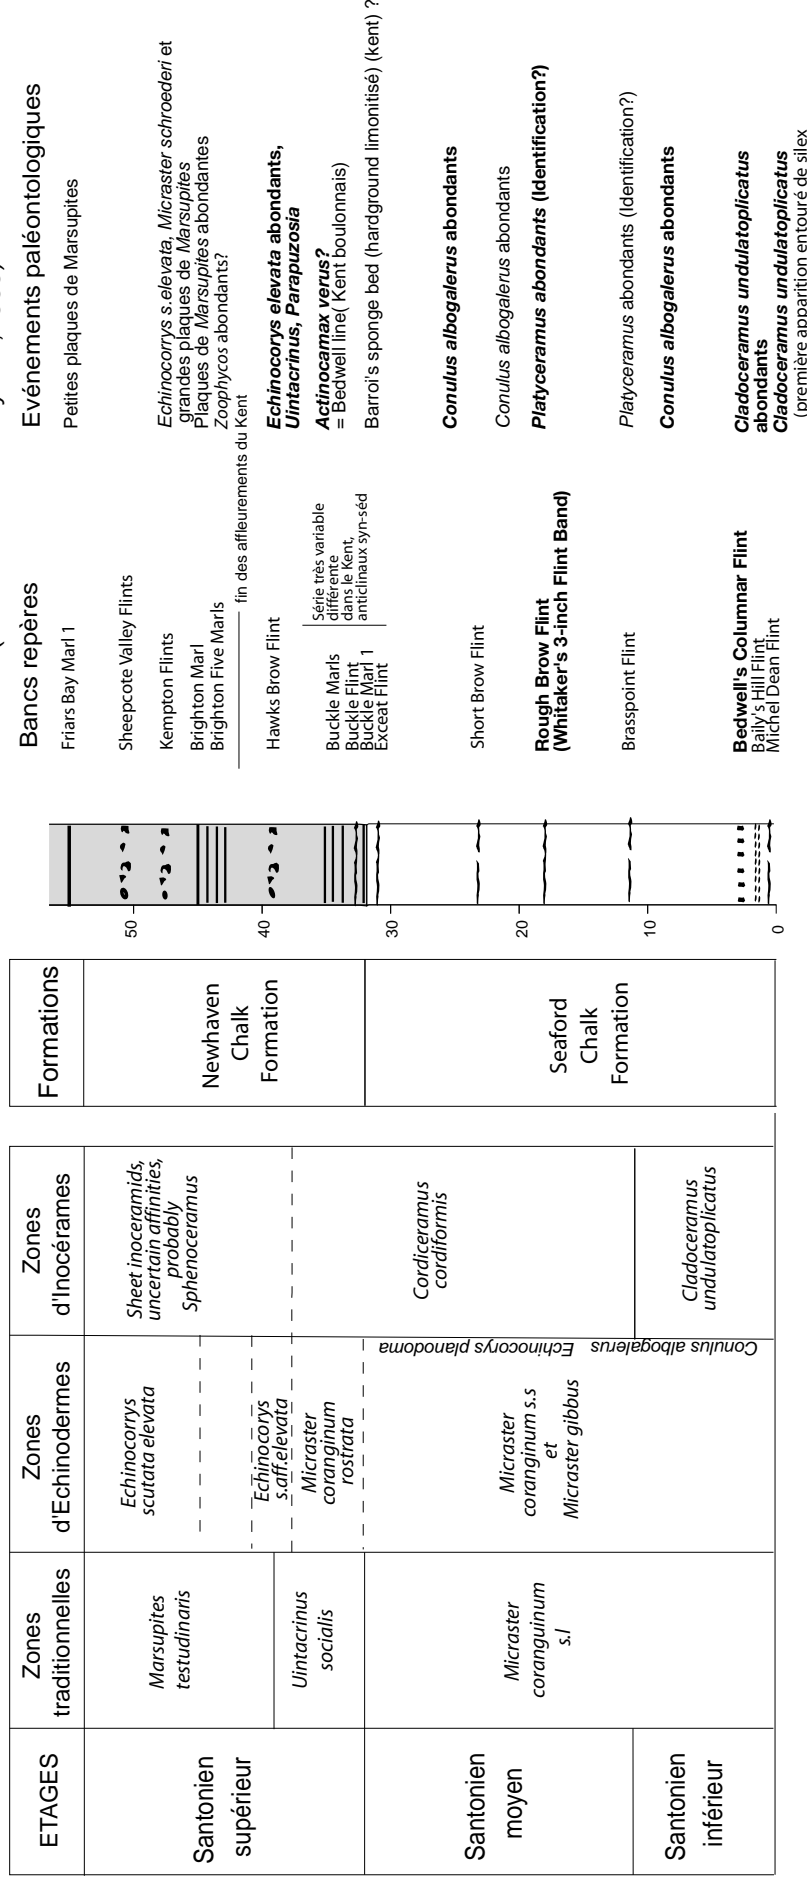 ETAGES
Zones
traditionnelles
Zones
d'Echinodermes
Zones
d'Inocérames
Formations
Bancs repères
Evénements paléontologiques
Santonien
supérieur
Santonien
moyen
Santonien
inférieur
Marsupites
testudinaris
Uintacrinus
socialis
Micraster
coranguinum
s.l
Echinocorrys
scutata elevata
Echinocorys
s.aff.elevata
Micraster
coranginum
rostrata
Micraster
coranginum s.s
et
Micraster gibbus
Conulus albogalerus
Echinocorys planodoma
Sheet inoceramids,
uncertain affinities,
probably
Sphenoceramus
Cordiceramus
cordiformis
Cladoceramus
undulatoplicatus
Newhaven
Chalk
Formation
Seaford
Chalk
Formation
50
40
30
20
10
0
Friars Bay Marl 1
Sheepcote Valley Flints
Kempton Flints
Brighton Marl
Brighton Five Marls
fin des affleurements du Kent
Hawks Brow Flint
Buckle Marls
Buckle Flint
Buckle Marl 1
Exceat Flint
Série très variable
différente
dans le Kent,
anticlinaux syn-séd
Short Brow Flint
Rough Brow Flint
(Whitaker's 3-inch Flint Band)
Brasspoint Flint
Bedwell's Columnar Flint
Baily's Hill Flint
Michel Dean Flint
Petites plaques de Marsupites
Echinocorrys s.elevata, Micraster schroederi et
grandes plaques de Marsupites
Plaques de Marsupites abondantes
Zoophycos abondants?
Echinocorys elevata abondants,
Uintacrinus, Parapuzosia
Actinocamax verus?
= Bedwell line( Kent boulonnais)
Barroi's sponge bed (hardground limonitisé) (kent) ?
Conulus albogalerus abondants
Conulus albogalerus abondants
Platyceramus abondants (Identification?)
Platyceramus abondants (Identification?)
Conulus albogalerus abondants
Cladoceramus undulatoplicatus
abondants
Cladoceramus undulatoplicatus
(première apparition entouré de silex